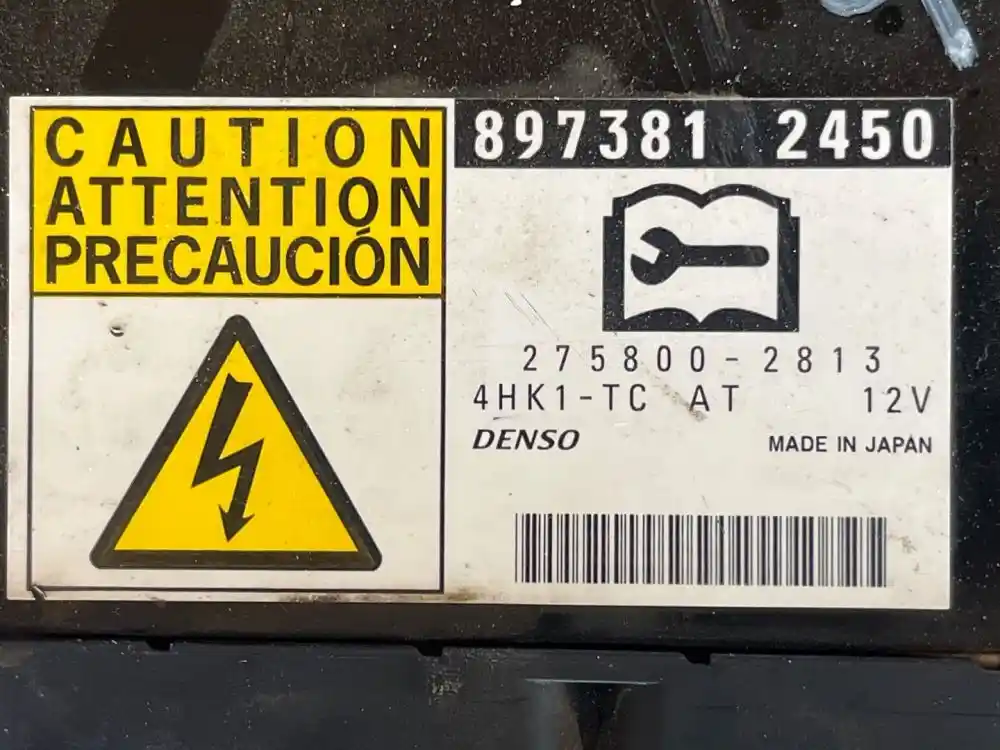 CAUTION
ATTENTION
PRECAUCIÓN
897381 2450
275800-2813
4HK1-TC AT 12V
DENSO MADE IN JAPAN